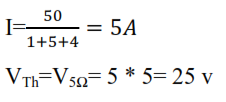 I=50/(1+5+4) = 5A
V_Th=V_5Ω= 5 * 5= 25 v